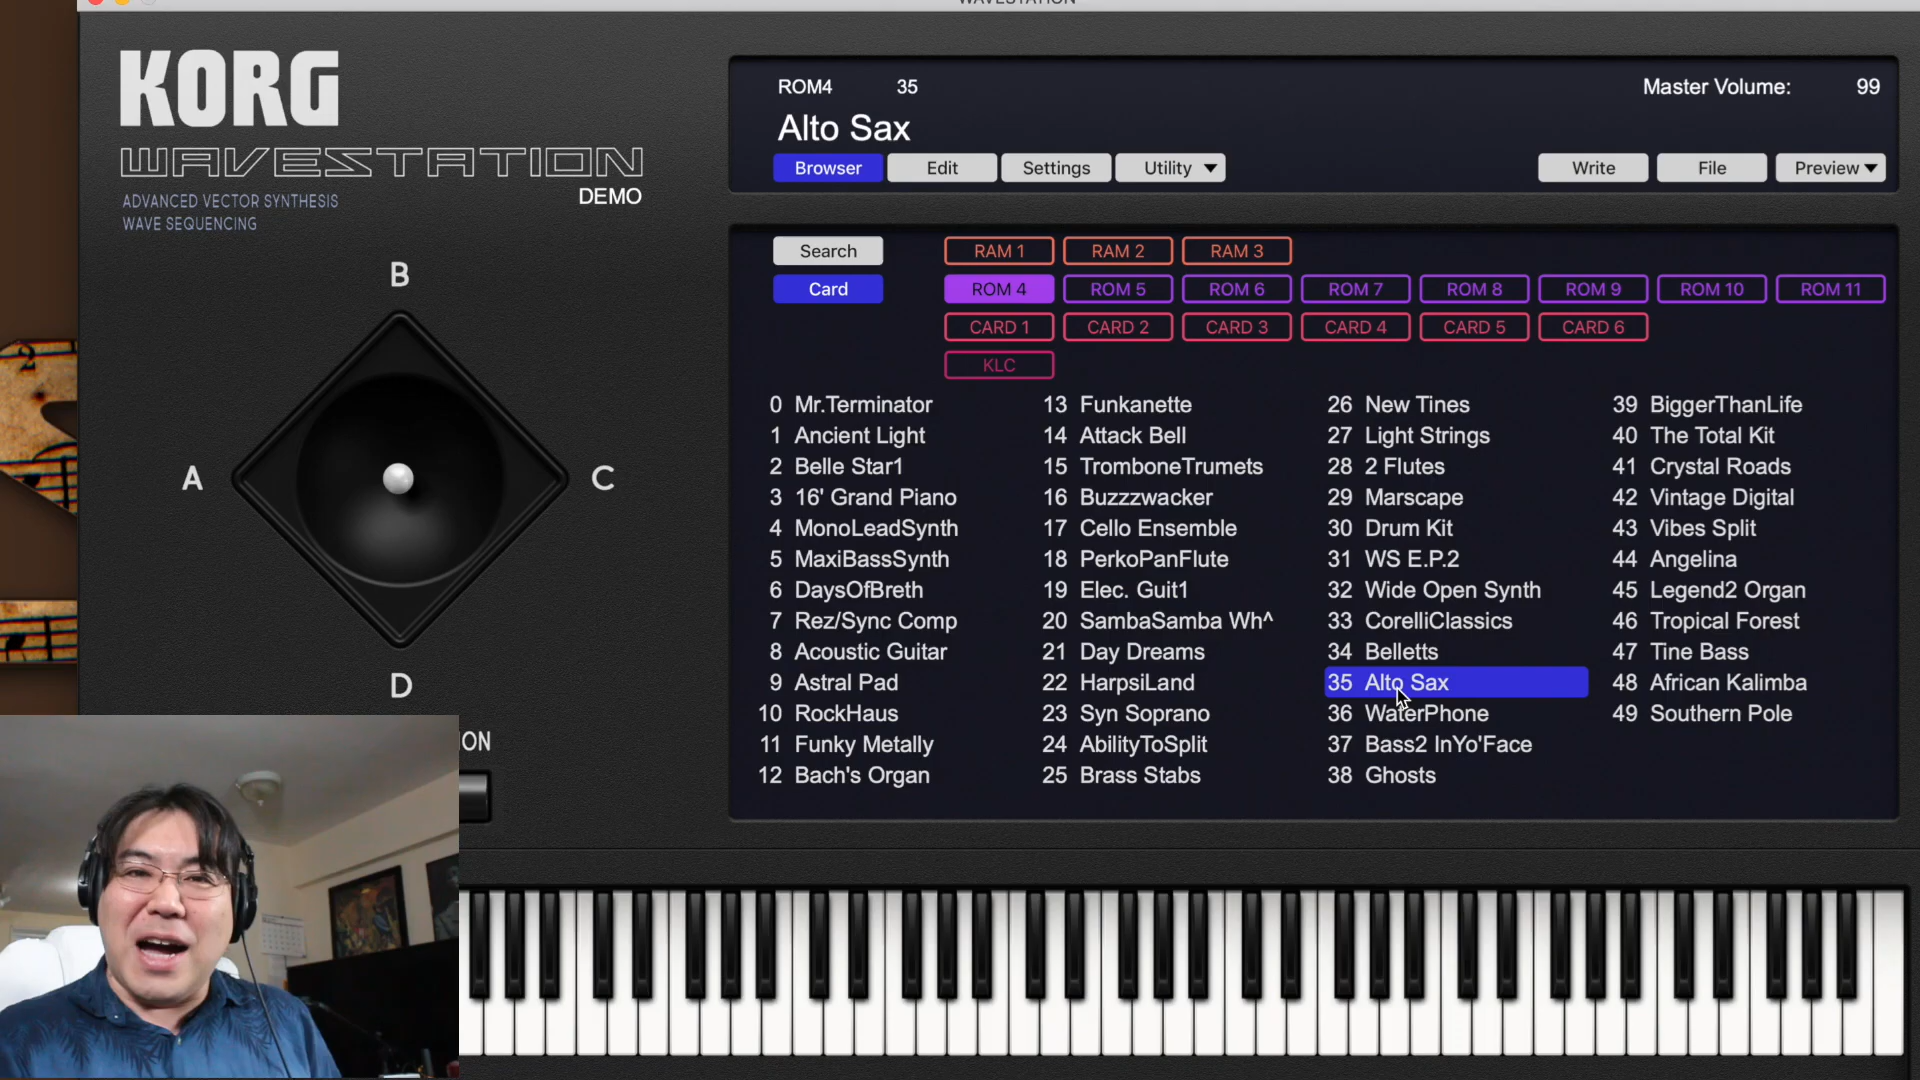 WAVESTATION
KORG
WAVESTATION
DEMO
ADVANCED VECTOR SYNTHESIS
WAVE SEQUENCING
B
A
C
D
ON
ROM4 35
Master Volume: 99
Alto Sax
Browser Edit Settings Utility Write File Preview
Search RAM 1 RAM 2 RAM 3
Card ROM 4 ROM 5 ROM 6 ROM 7 ROM 8 ROM 9 ROM 10 ROM 11
CARD 1 CARD 2 CARD 3 CARD 4 CARD 5 CARD 6
KLC
0 Mr.Terminator
1 Ancient Light
2 Belle Star1
3 16' Grand Piano
4 MonoLeadSynth
5 MaxiBassSynth
6 DaysOfBreth
7 Rez/Sync Comp
8 Acoustic Guitar
9 Astral Pad
10 RockHaus
11 Funky Metally
12 Bach's Organ
13 Funkanette
14 Attack Bell
15 TromboneTrumets
16 Buzzzwacker
17 Cello Ensemble
18 PerkoPanFlute
19 Elec. Guit1
20 SambaSamba Wh^
21 Day Dreams
22 HarpsiLand
23 Syn Soprano
24 AbilityToSplit
25 Brass Stabs
26 New Tines
27 Light Strings
28 2 Flutes
29 Marscape
30 Drum Kit
31 WS E.P.2
32 Wide Open Synth
33 CorelliClassics
34 Belletts
35 Alto Sax
36 WaterPhone
37 Bass2 InYo'Face
38 Ghosts
39 BiggerThanLife
40 The Total Kit
41 Crystal Roads
42 Vintage Digital
43 Vibes Split
44 Angelina
45 Legend2 Organ
46 Tropical Forest
47 Tine Bass
48 African Kalimba
49 Southern Pole
2